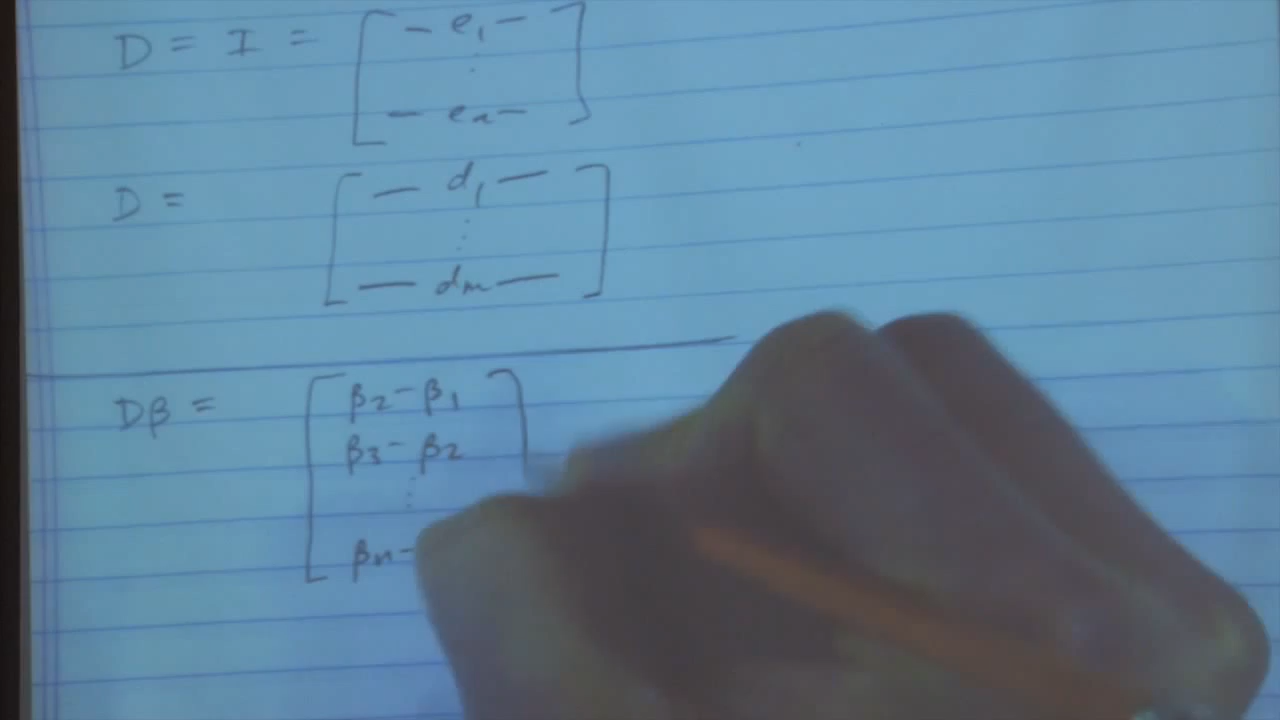 D = I = [ — e₁ —
⋮
— eₙ — ]
D = [ — d₁ —
⋮
— dₘ — ]
Dβ = [ β₂ - β₁
β₃ - β₂
⋮
βₙ -